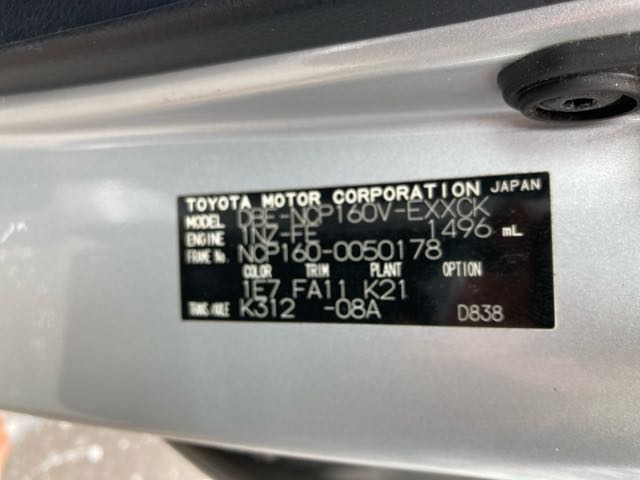 TOYOTA MOTOR CORPORATION JAPAN
MODEL DBE-NCP160V-EXXCK
ENGINE 1NZ-FE 1496 mL
FRAME No. NCP160-0050178
COLOR TRIM PLANT OPTION
1E7 FA11 K21
TRANS/AXLE K312 -08A D838